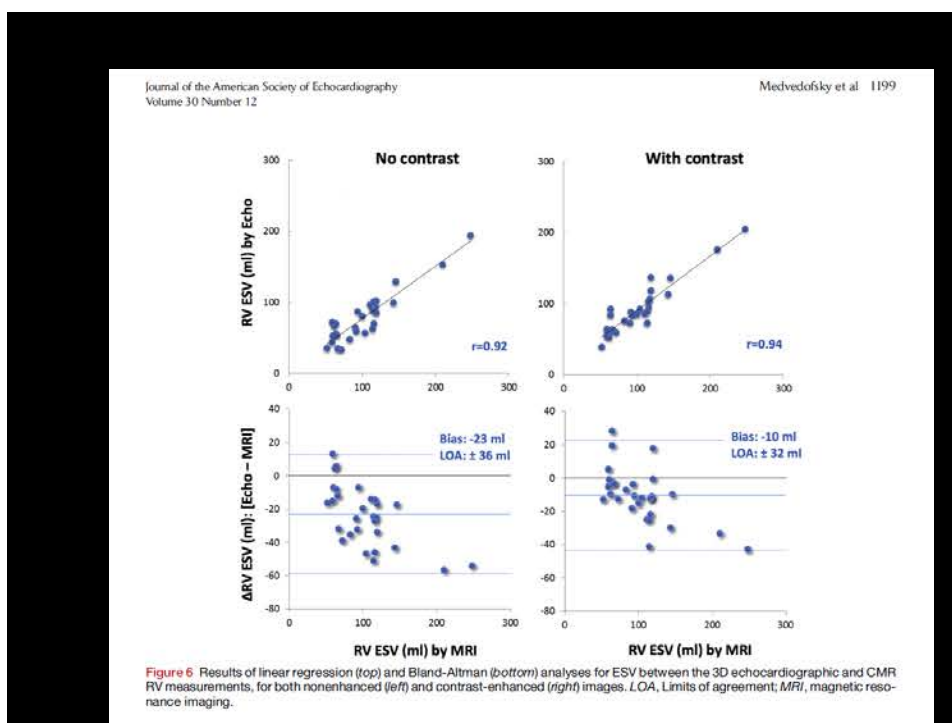 Journal of the American Society of Echocardiography
Volume 30 Number 12
Medvedofsky et al 1199
No contrast
With contrast
300
200
100
0
0 100 200 300
RV ESV (ml) by Echo
r=0.92
300
200
100
0
0 100 200 300
r=0.94
40
20
0
-20
-40
-60
-80
0 100 200 300
ΔRV ESV (ml): [Echo – MRI]
Bias: -23 ml
LOA: ± 36 ml
RV ESV (ml) by MRI
40
20
0
-20
-40
-60
-80
0 100 200 300
Bias: -10 ml
LOA: ± 32 ml
RV ESV (ml) by MRI
Figure 6 Results of linear regression (top) and Bland-Altman (bottom) analyses for ESV between the 3D echocardiographic and CMR
RV measurements, for both nonenhanced (left) and contrast-enhanced (right) images. LOA, Limits of agreement; MRI, magnetic reso-
nance imaging.